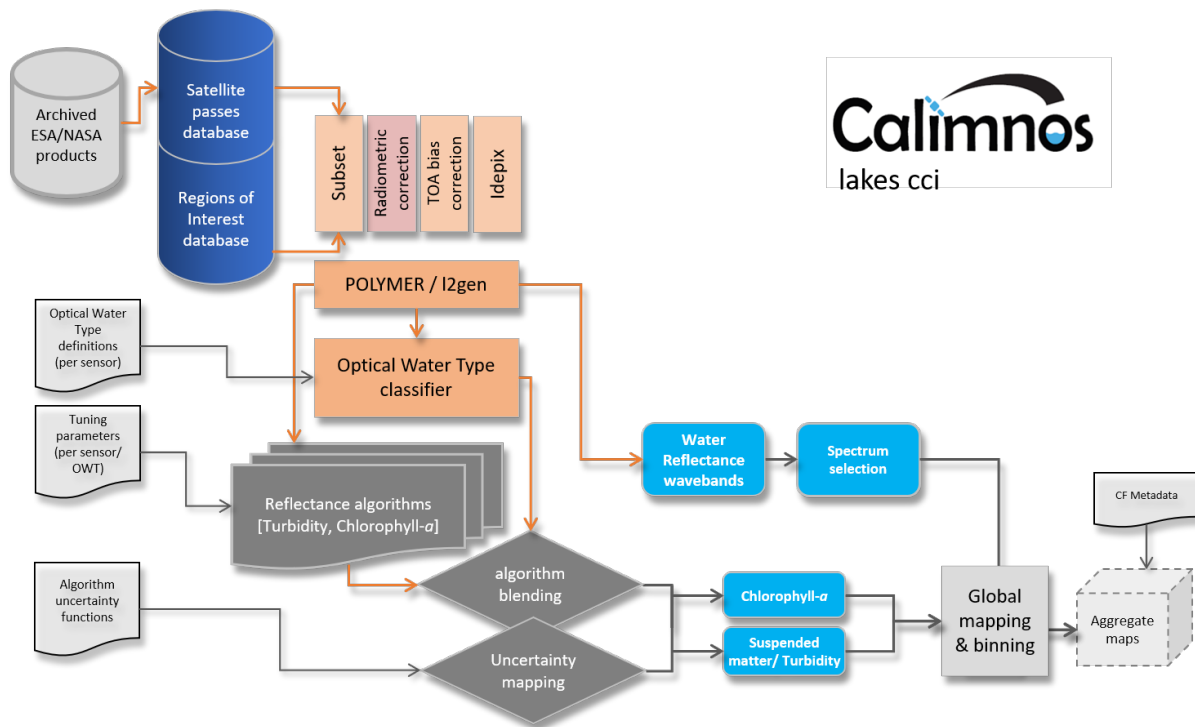 Archived
ESA/NASA
products
Satellite
passes
database
Regions of
Interest
database
Subset
Radiometric
correction
TOA bias
correction
Idepix
Calimnos
lakes cci
POLYMER / l2gen
Optical Water
Type
definitions
(per sensor)
Optical Water Type
classifier
Tuning
parameters
(per sensor/
OWT)
Reflectance algorithms
[Turbidity, Chlorophyll-a]
Water
Reflectance
wavebands
Spectrum
selection
CF Metadata
Algorithm
uncertainty
functions
algorithm
blending
Uncertainty
mapping
Chlorophyll-a
Suspended
matter/ Turbidity
Global
mapping
& binning
Aggregate
maps